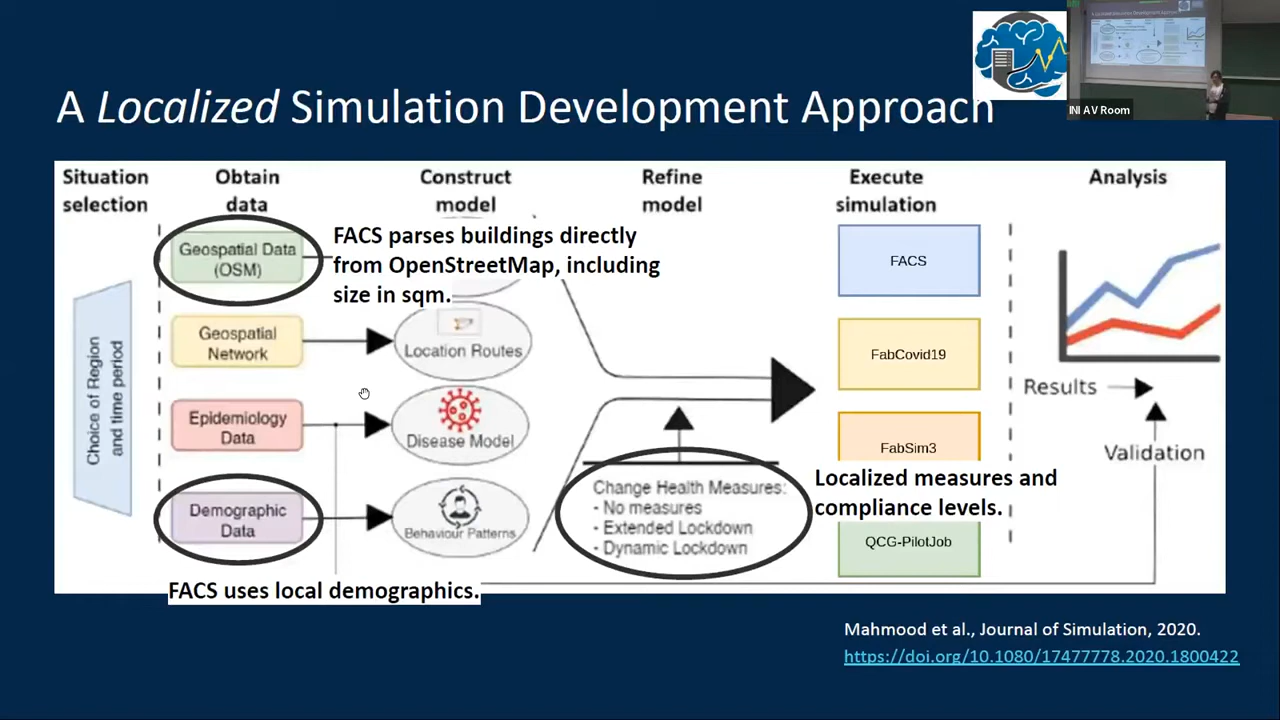 A Localized Simulation Development Approach
INI AV Room
Situation
selection
Obtain
data
Construct
model
Refine
model
Execute
simulation
Analysis
Choice of Region
and time period
Geospatial Data
(OSM)
FACS parses buildings directly
from OpenStreetMap, including
size in sqm.
Geospatial
Network
Location Routes
Epidemiology
Data
Disease Model
Demographic
Data
Behaviour Patterns
FACS uses local demographics.
Change Health Measures:
- No measures
- Extended Lockdown
- Dynamic Lockdown
FACS
FabCovid19
FabSim3
Localized measures and
compliance levels.
QCG-PilotJob
Results
Validation
Mahmood et al., Journal of Simulation, 2020.
https://doi.org/10.1080/17477778.2020.1800422